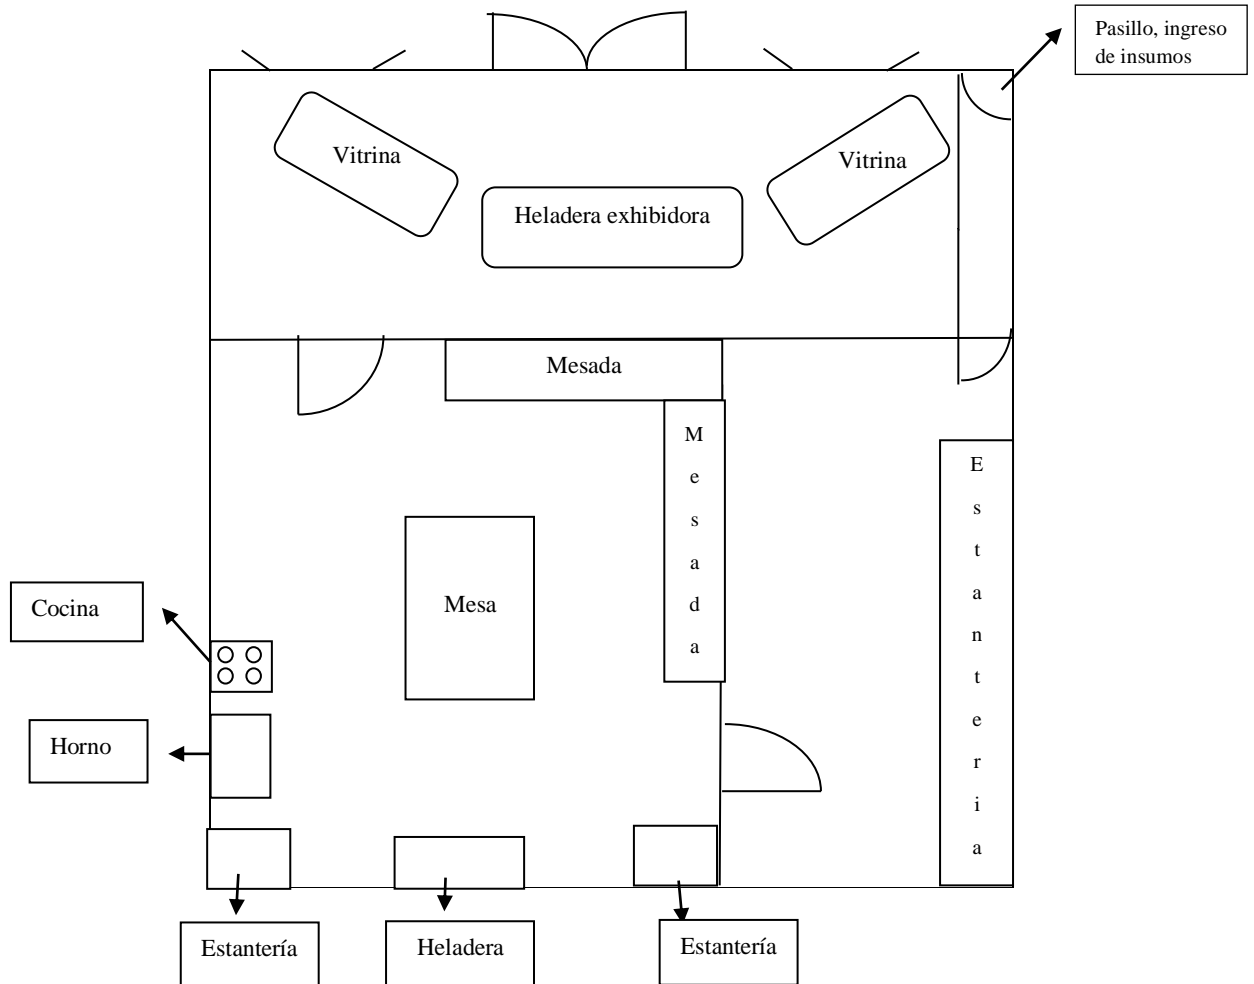 Pasillo, ingreso
de insumos
Vitrina
Vitrina
Heladera exhibidora
Mesada
M
e
s
a
d
a
E
s
t
a
n
t
e
r
i
a
Mesa
Cocina
Horno
Estantería
Heladera
Estantería